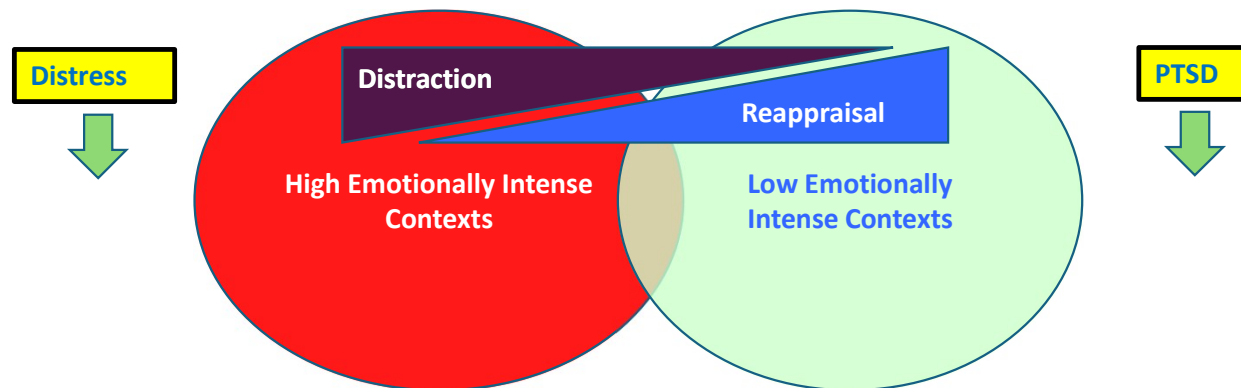 Distress
PTSD
Distraction
Reappraisal
High Emotionally Intense
Contexts
Low Emotionally
Intense Contexts